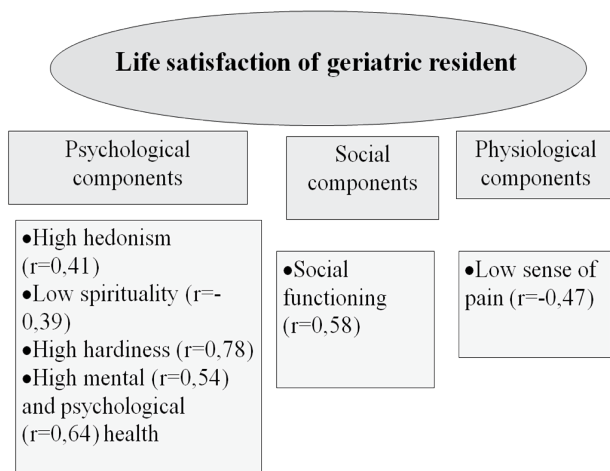 Life satisfaction of geriatric resident
Psychological
components
Social
components
Physiological
components
●High hedonism
(r=0,41)
●Low spirituality (r=-
0,39)
●High hardiness (r=0,78)
●High mental (r=0,54)
and psychological
(r=0,64) health
●Social
functioning
(r=0,58)
●Low sense of
pain (r=-0,47)